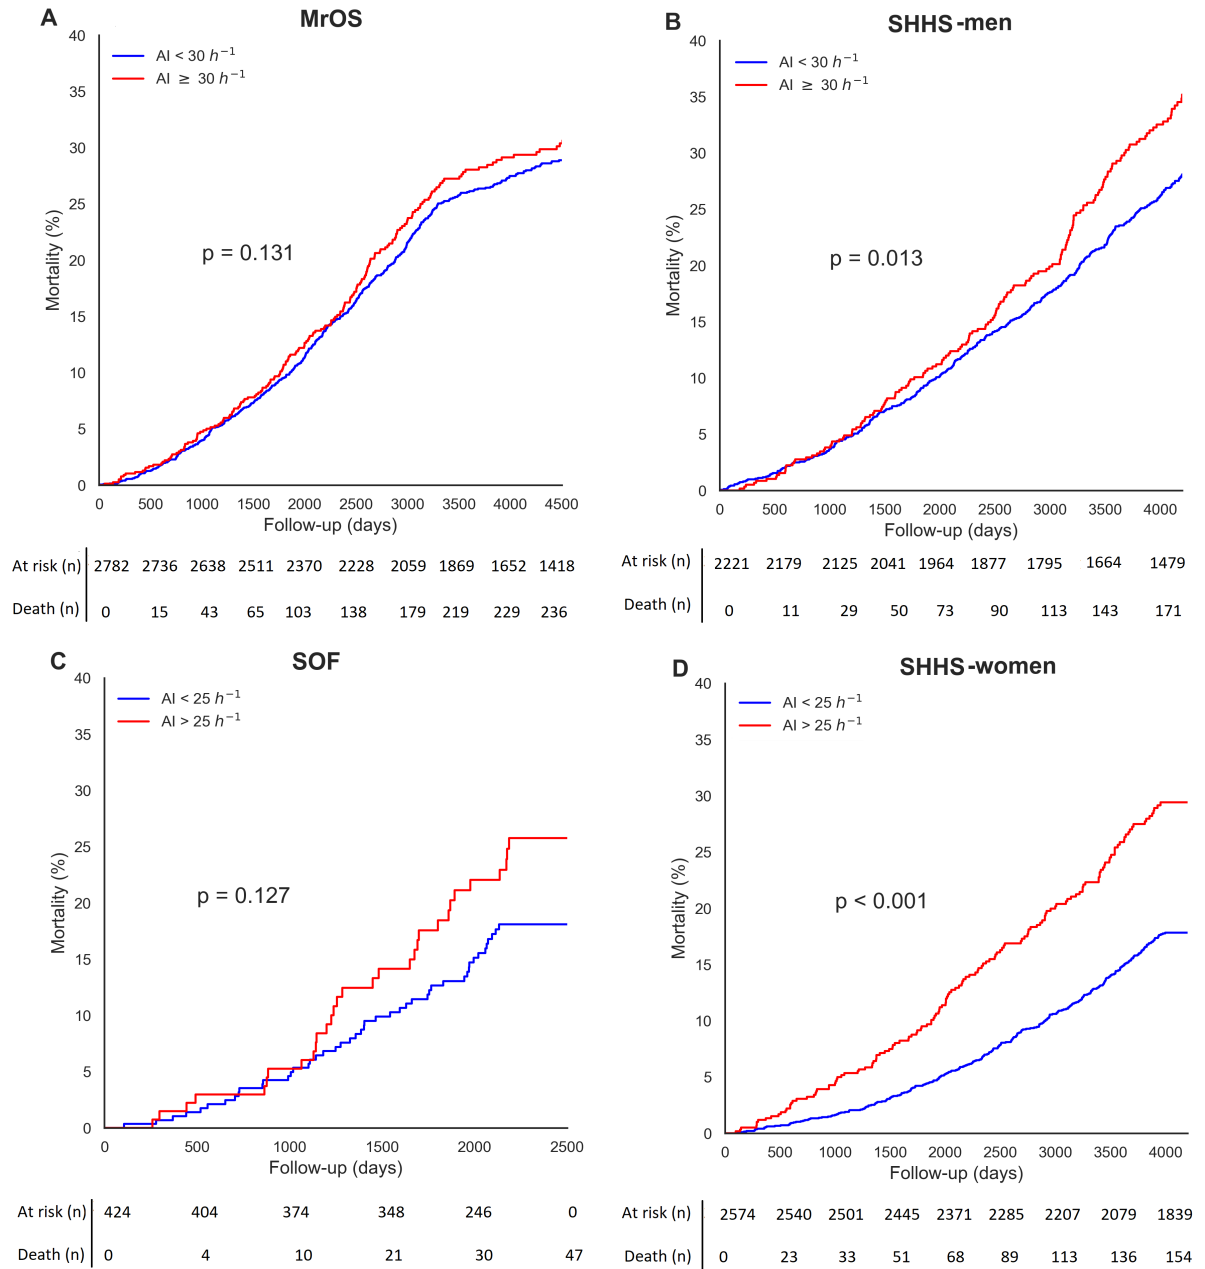 A
MrOS
AI < 30 h⁻¹
AI ≥ 30 h⁻¹
p = 0.131
Mortality (%)
40
35
30
25
20
15
10
5
0
0 500 1000 1500 2000 2500 3000 3500 4000 4500
Follow-up (days)
At risk (n) 2782 2736 2638 2511 2370 2228 2059 1869 1652 1418
Death (n) 0 15 43 65 103 138 179 219 229 236
B
SHHS-men
AI < 30 h⁻¹
AI ≥ 30 h⁻¹
p = 0.013
Mortality (%)
40
35
30
25
20
15
10
5
0
0 500 1000 1500 2000 2500 3000 3500 4000
Follow-up (days)
At risk (n) 2221 2179 2125 2041 1964 1877 1795 1664 1479
Death (n) 0 11 29 50 73 90 113 143 171
C
SOF
AI < 25 h⁻¹
AI > 25 h⁻¹
p = 0.127
Mortality (%)
40
35
30
25
20
15
10
5
0
0 500 1000 1500 2000 2500
Follow-up (days)
At risk (n) 424 404 374 348 246 0
Death (n) 0 4 10 21 30 47
D
SHHS-women
AI < 25 h⁻¹
AI > 25 h⁻¹
p < 0.001
Mortality (%)
40
35
30
25
20
15
10
5
0
0 500 1000 1500 2000 2500 3000 3500 4000
Follow-up (days)
At risk (n) 2574 2540 2501 2445 2371 2285 2207 2079 1839
Death (n) 0 23 33 51 68 89 113 136 154